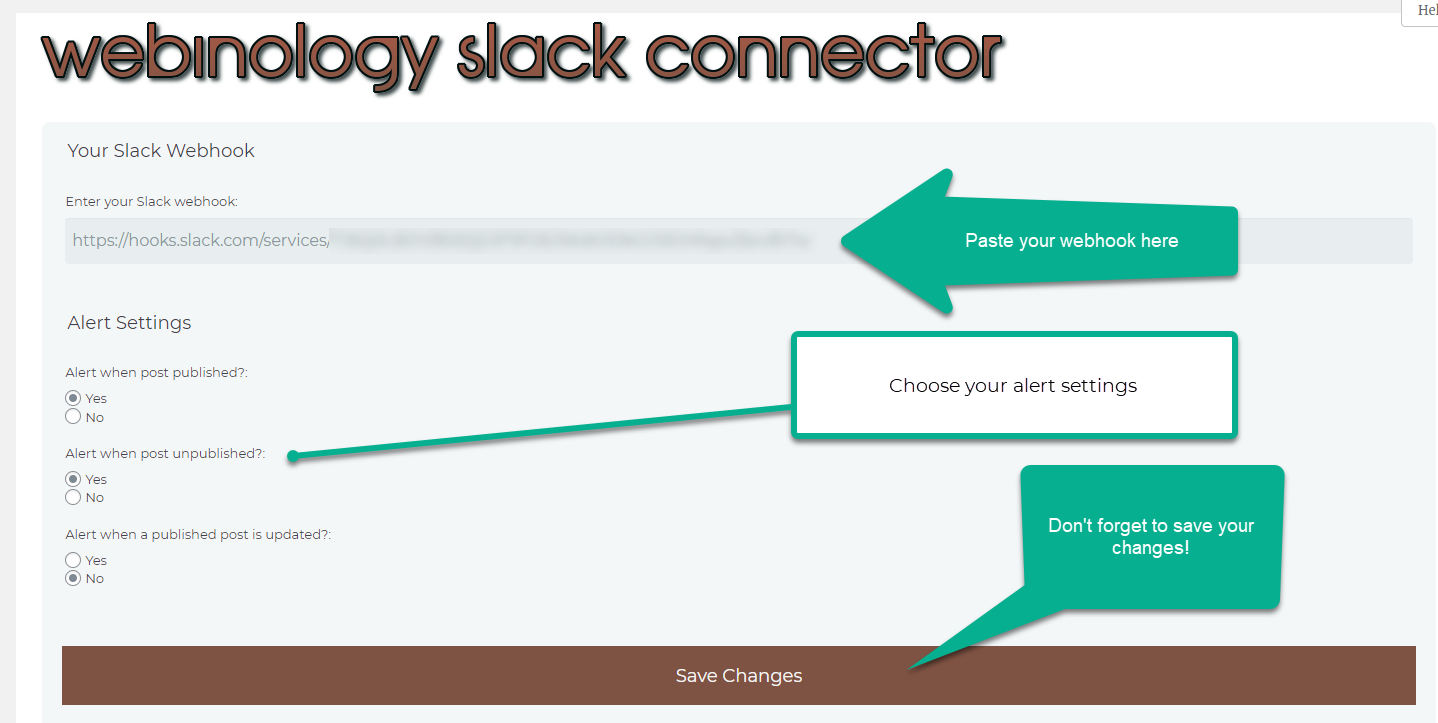 Hel
webinology slack connector
Your Slack Webhook
Enter your Slack webhook:
https://hooks.slack.com/services/
Paste your webhook here
Alert Settings
Alert when post published?:
Yes
No
Choose your alert settings
Alert when post unpublished?:
Yes
No
Don't forget to save your
changes!
Alert when a published post is updated?:
Yes
No
Save Changes